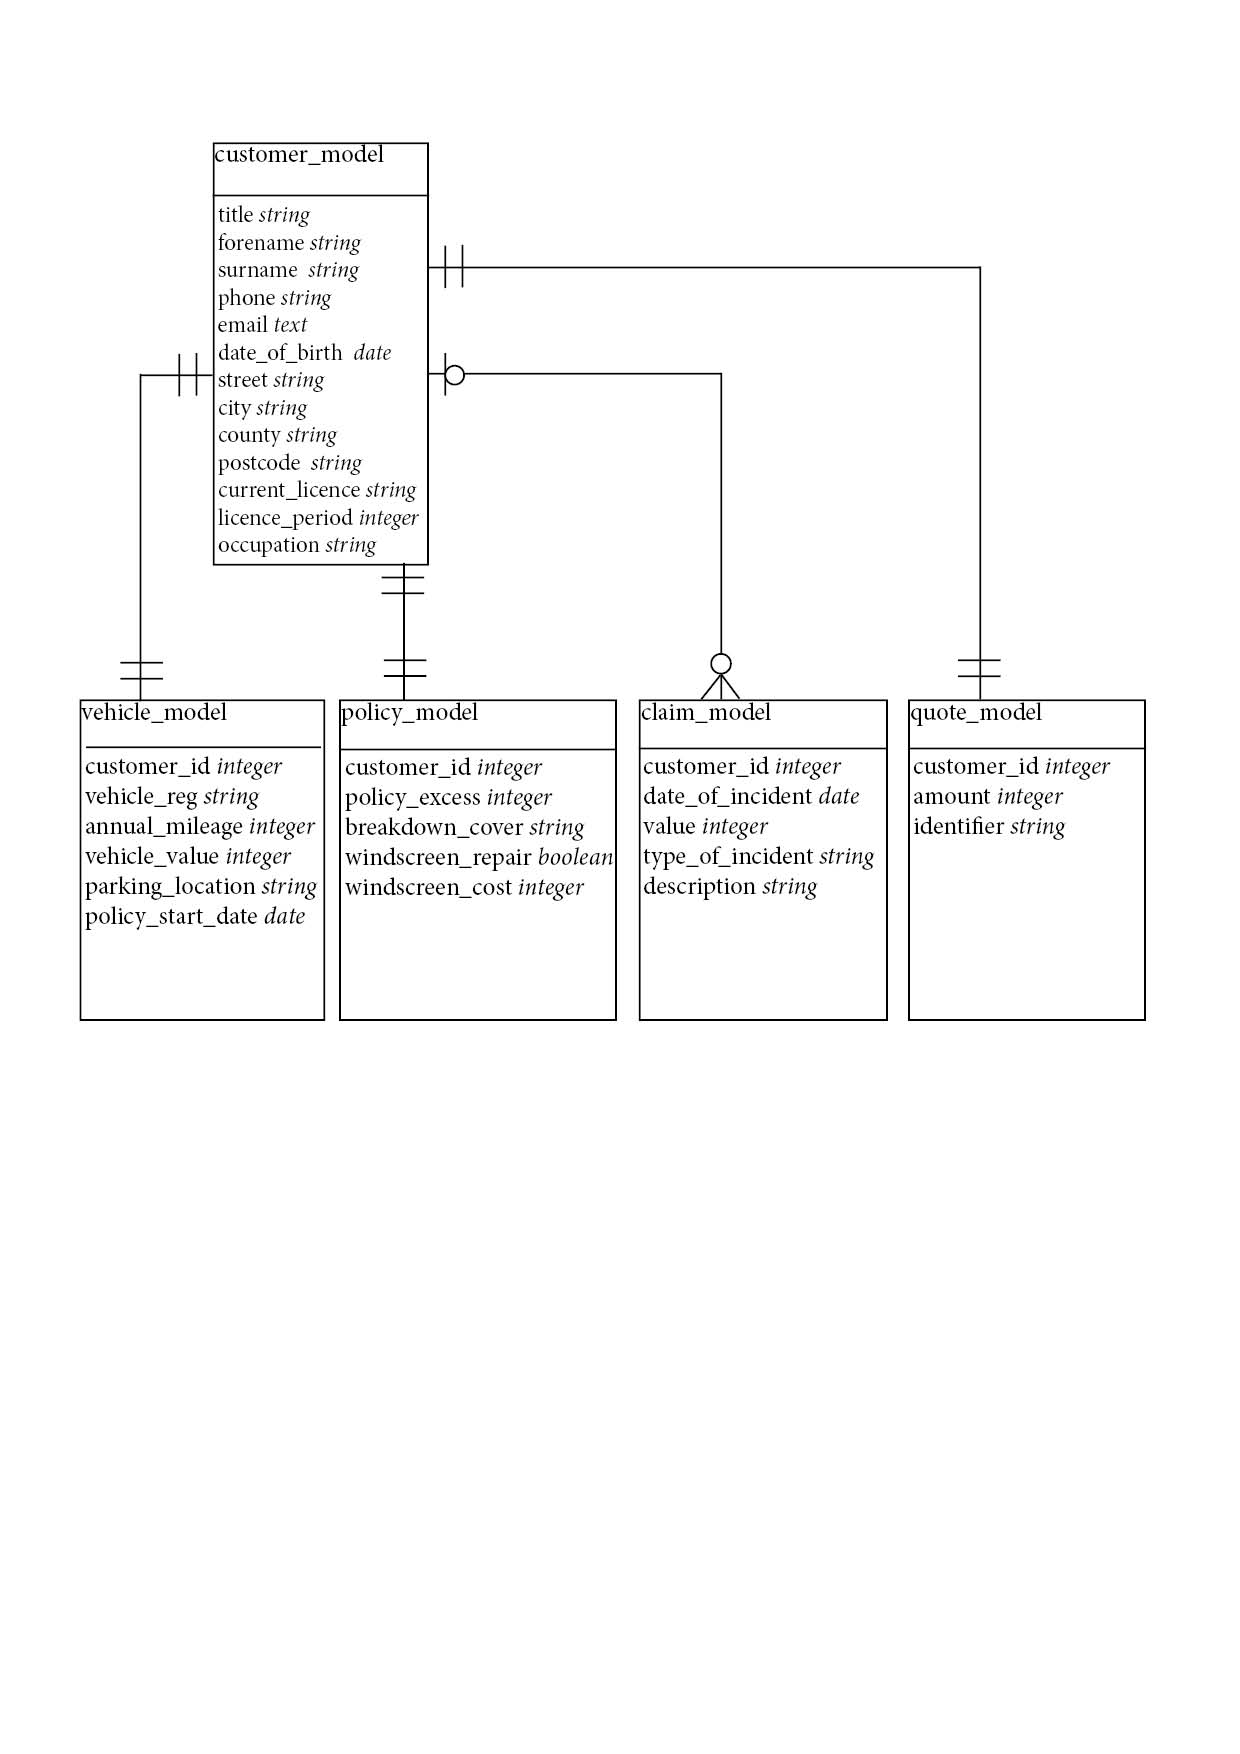 customer_model
title string
forename string
surname string
phone string
email text
date_of_birth date
street string
city string
county string
postcode string
current_licence string
licence_period integer
occupation string
vehicle_model
customer_id integer
vehicle_reg string
annual_mileage integer
vehicle_value integer
parking_location string
policy_start_date date
policy_model
customer_id integer
policy_excess integer
breakdown_cover string
windscreen_repair boolean
windscreen_cost integer
claim_model
customer_id integer
date_of_incident date
value integer
type_of_incident string
description string
quote_model
customer_id integer
amount integer
identifier string